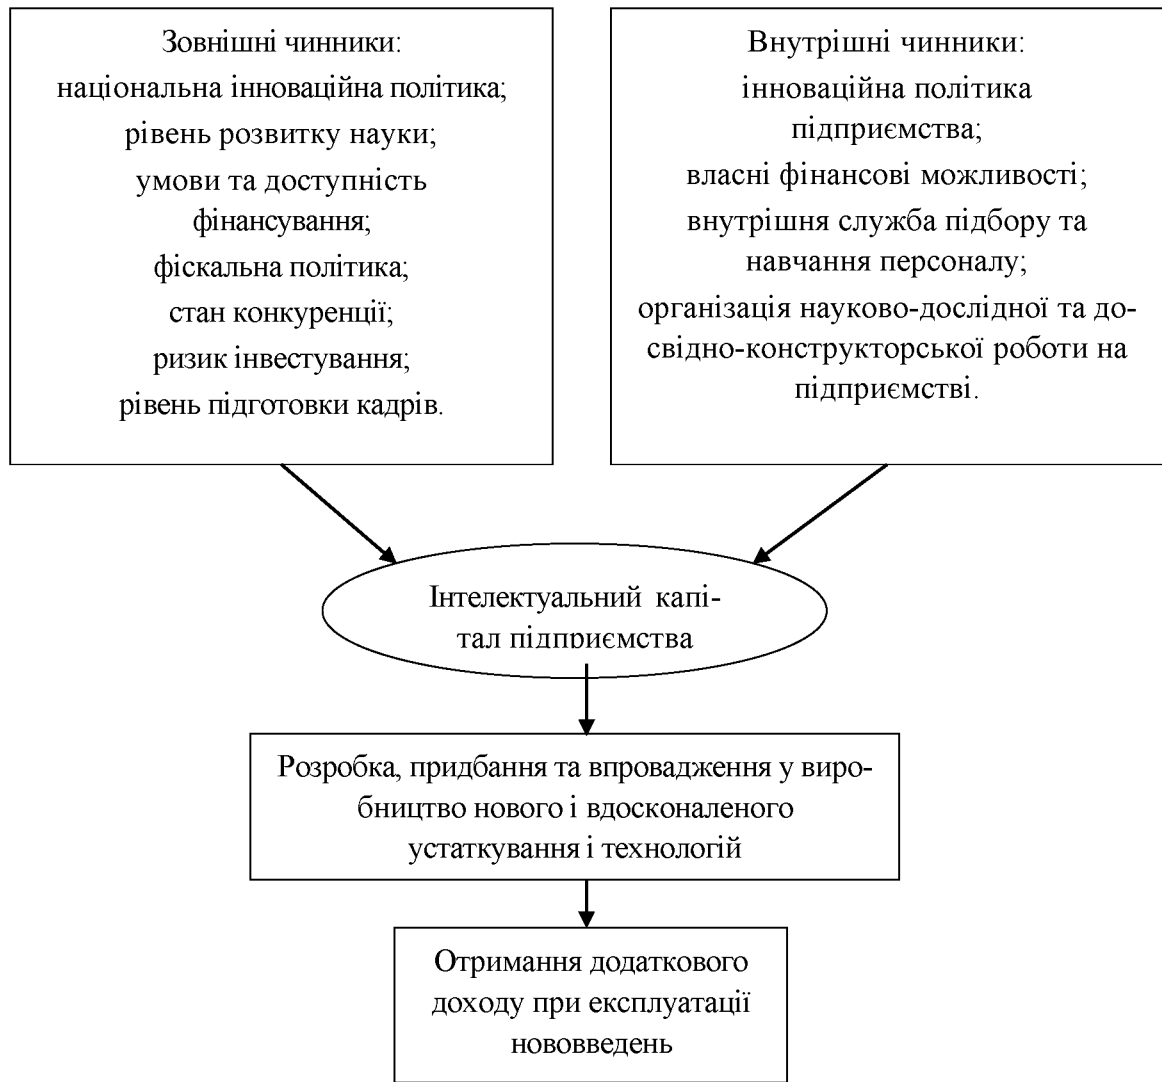 Зовнішні чинники:
національна інноваційна політика;
рівень розвитку науки;
умови та доступність
фінансування;
фіскальна політика;
стан конкуренції;
ризик інвестування;
рівень підготовки кадрів.
Внутрішні чинники:
інноваційна політика
підприємства;
власні фінансові можливості;
внутрішня служба підбору та
навчання персоналу;
організація науково-дослідної та до-
свідно-конструкторської роботи на
підприємстві.
Інтелектуальний капі-
тал підприємства
Розробка, придбання та впровадження у виро-
бництво нового і вдосконаленого
устаткування і технологій
Отримання додаткового
доходу при експлуатації
нововведень